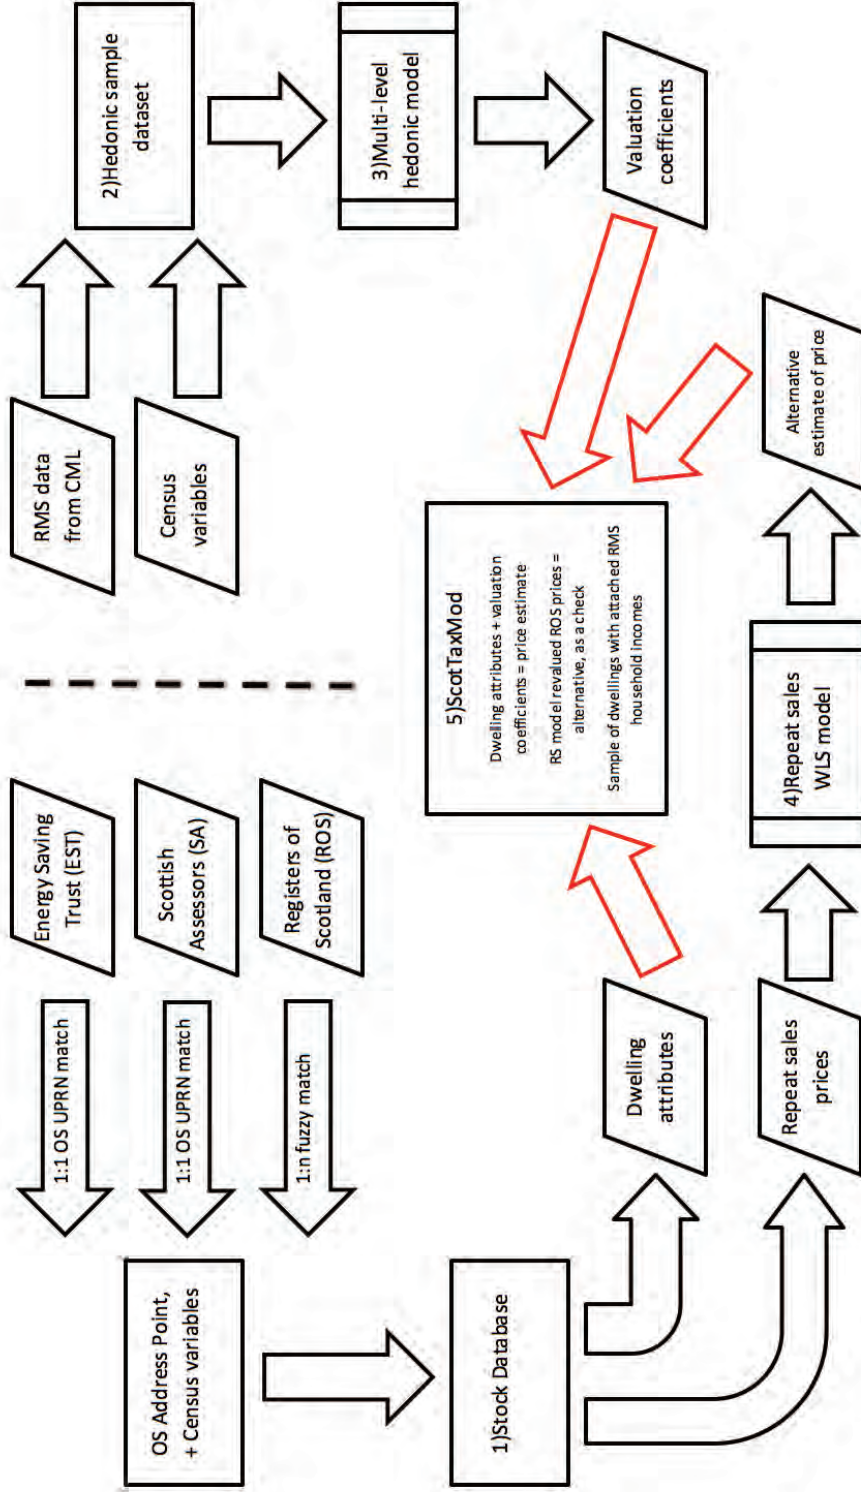 OS Address Point,
+ Census variables
1:1 OS UPRN match
Energy Saving
Trust (EST)
1:1 OS UPRN match
Scottish
Assessors (SA)
1:n fuzzy match
Registers of
Scotland (ROS)
RMS data
from CML
Census
variables
2)Hedonic sample
dataset
3)Multi-level
hedonic model
Valuation
coefficients
1)Stock Database
Dwelling
attributes
Repeat sales
prices
4)Repeat sales
WLS model
Alternative
estimate of price
5)ScotTaxMod
Dwelling attributes + valuation
coefficients = price estimate
RS model revalued ROS prices =
alternative, as a check
Sample of dwellings with attached RMS
household incomes